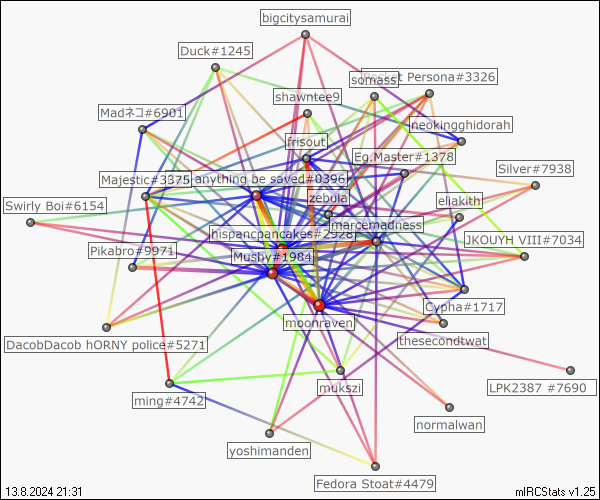 bigcitysamurai
Duck#1245
somass
Persona#3326
shawntee9
Madネコ#6901
neokingghidorah
frisout
Eg.Master#1378
Silver#7938
Majestic#3375
anything be saved#0396
zebula
eliakith
Swirly Boi#6154
marcemadness
hispancpancakes#2928
JKOUYH VIII#7034
Pikabro#9971
Mushy#1984
Cypha#1717
moonraven
DacobDacob hORNY police#5271
thesecondtwat
mukszi
LPK2387 #7690
ming#4742
normalwan
yoshimanden
Fedora Stoat#4479
13.8.2024 21:31
mIRCStats v1.25